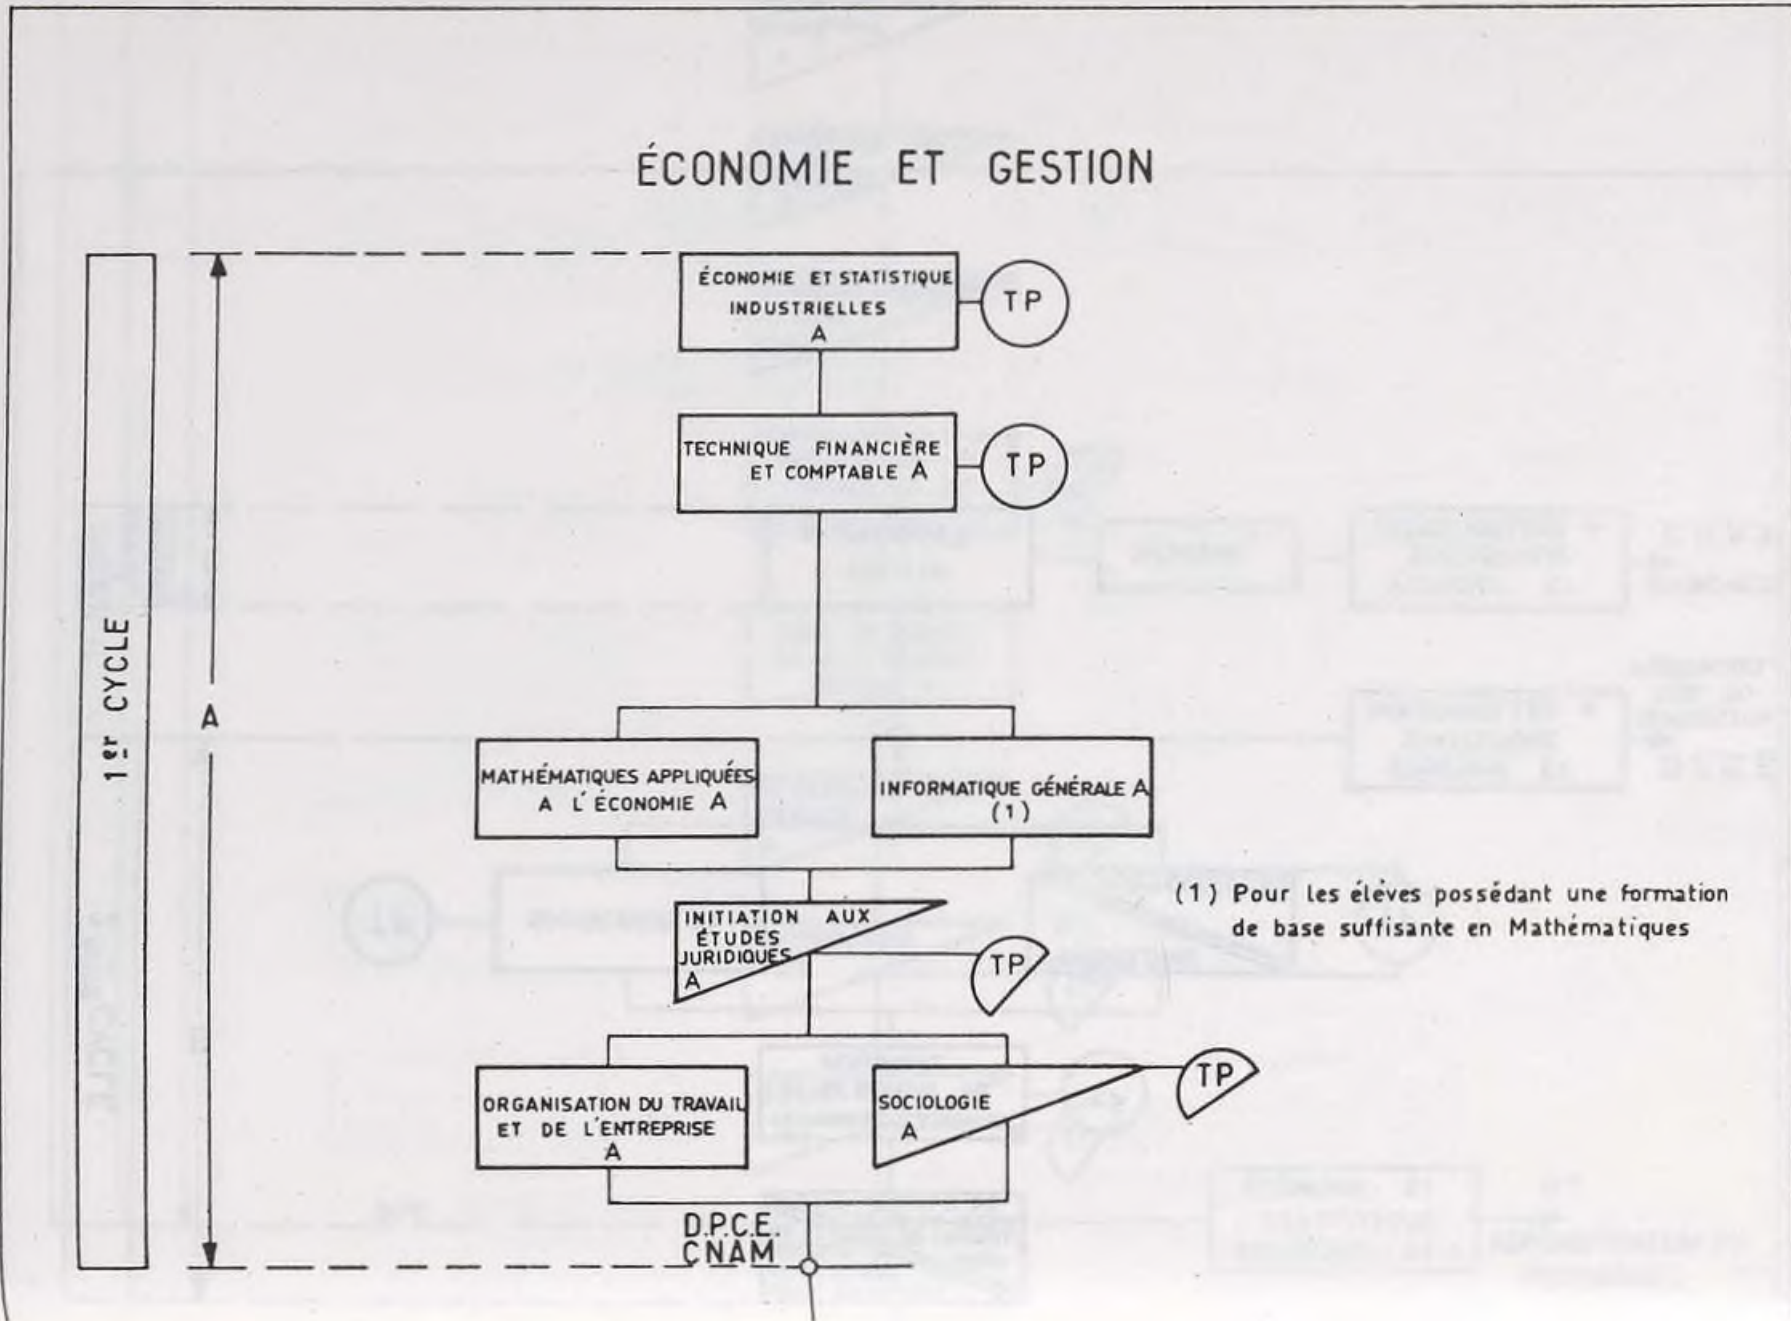 ÉCONOMIE ET GESTION
ÉCONOMIE ET STATISTIQUE
INDUSTRIELLES
A
TP
TECHNIQUE FINANCIÈRE
ET COMPTABLE A
TP
1er CYCLE
A
MATHÉMATIQUES APPLIQUÉES
A L'ÉCONOMIE A
INFORMATIQUE GÉNÉRALE A
(1)
(1) Pour les élèves possédant une formation
de base suffisante en Mathématiques
INITIATION AUX
ÉTUDES
JURIDIQUES
A
TP
ORGANISATION DU TRAVAIL
ET DE L'ENTREPRISE
A
SOCIOLOGIE
A
TP
D.P.C.E.
CNAM